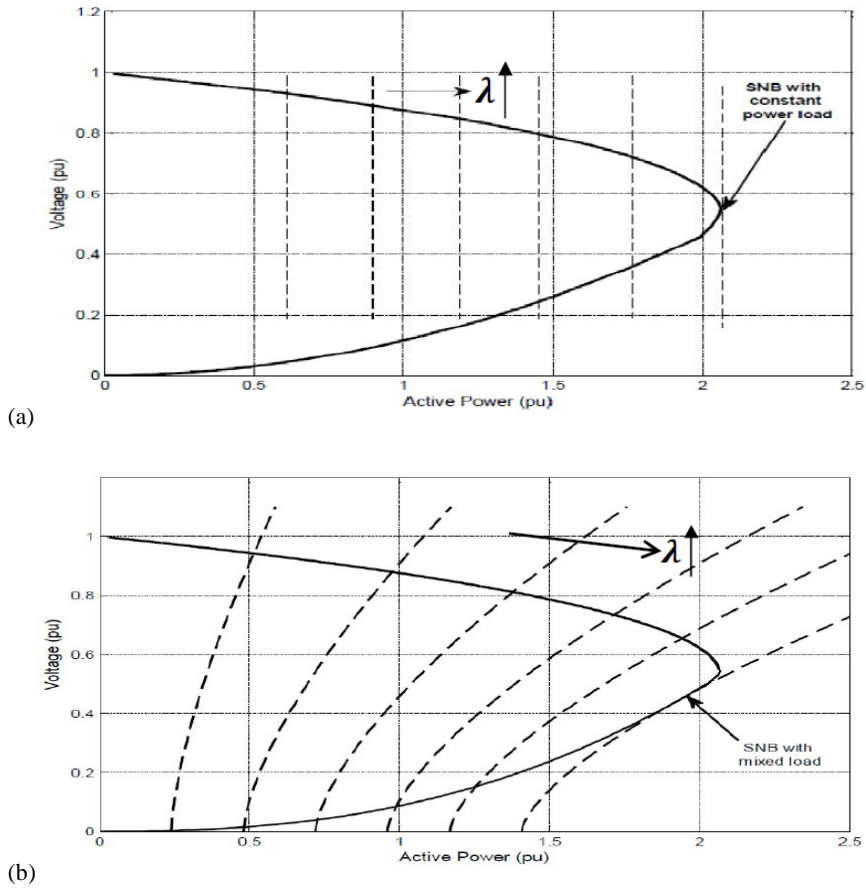 1.2
1
0.8
0.6
0.4
0.2
0
Voltage (pu)
λ
SNB with
constant
power load
0
0.5
1
1.5
2
2.5
Active Power (pu)
(a)
1
0.8
0.6
0.4
0.2
0
Voltage (pu)
λ
SNB with
mixed load
0
0.5
1
1.5
2
2.5
Active Power (pu)
(b)